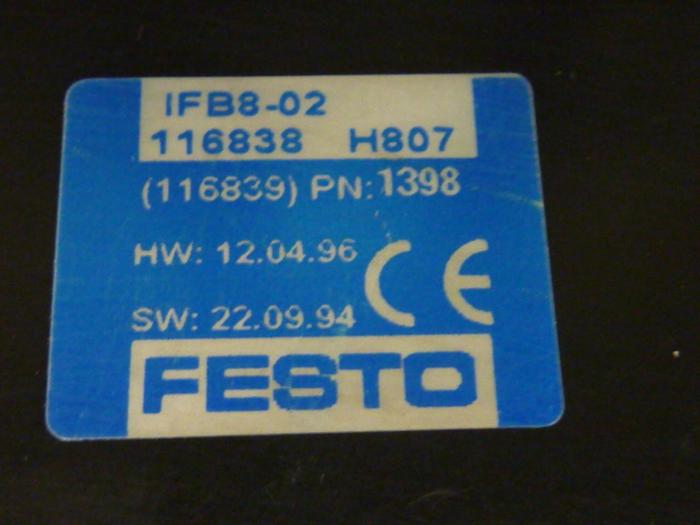 IFB8-02
116838 H807
(116839) PN:1398
HW: 12.04.96
CE
SW: 22.09.94
FESTO